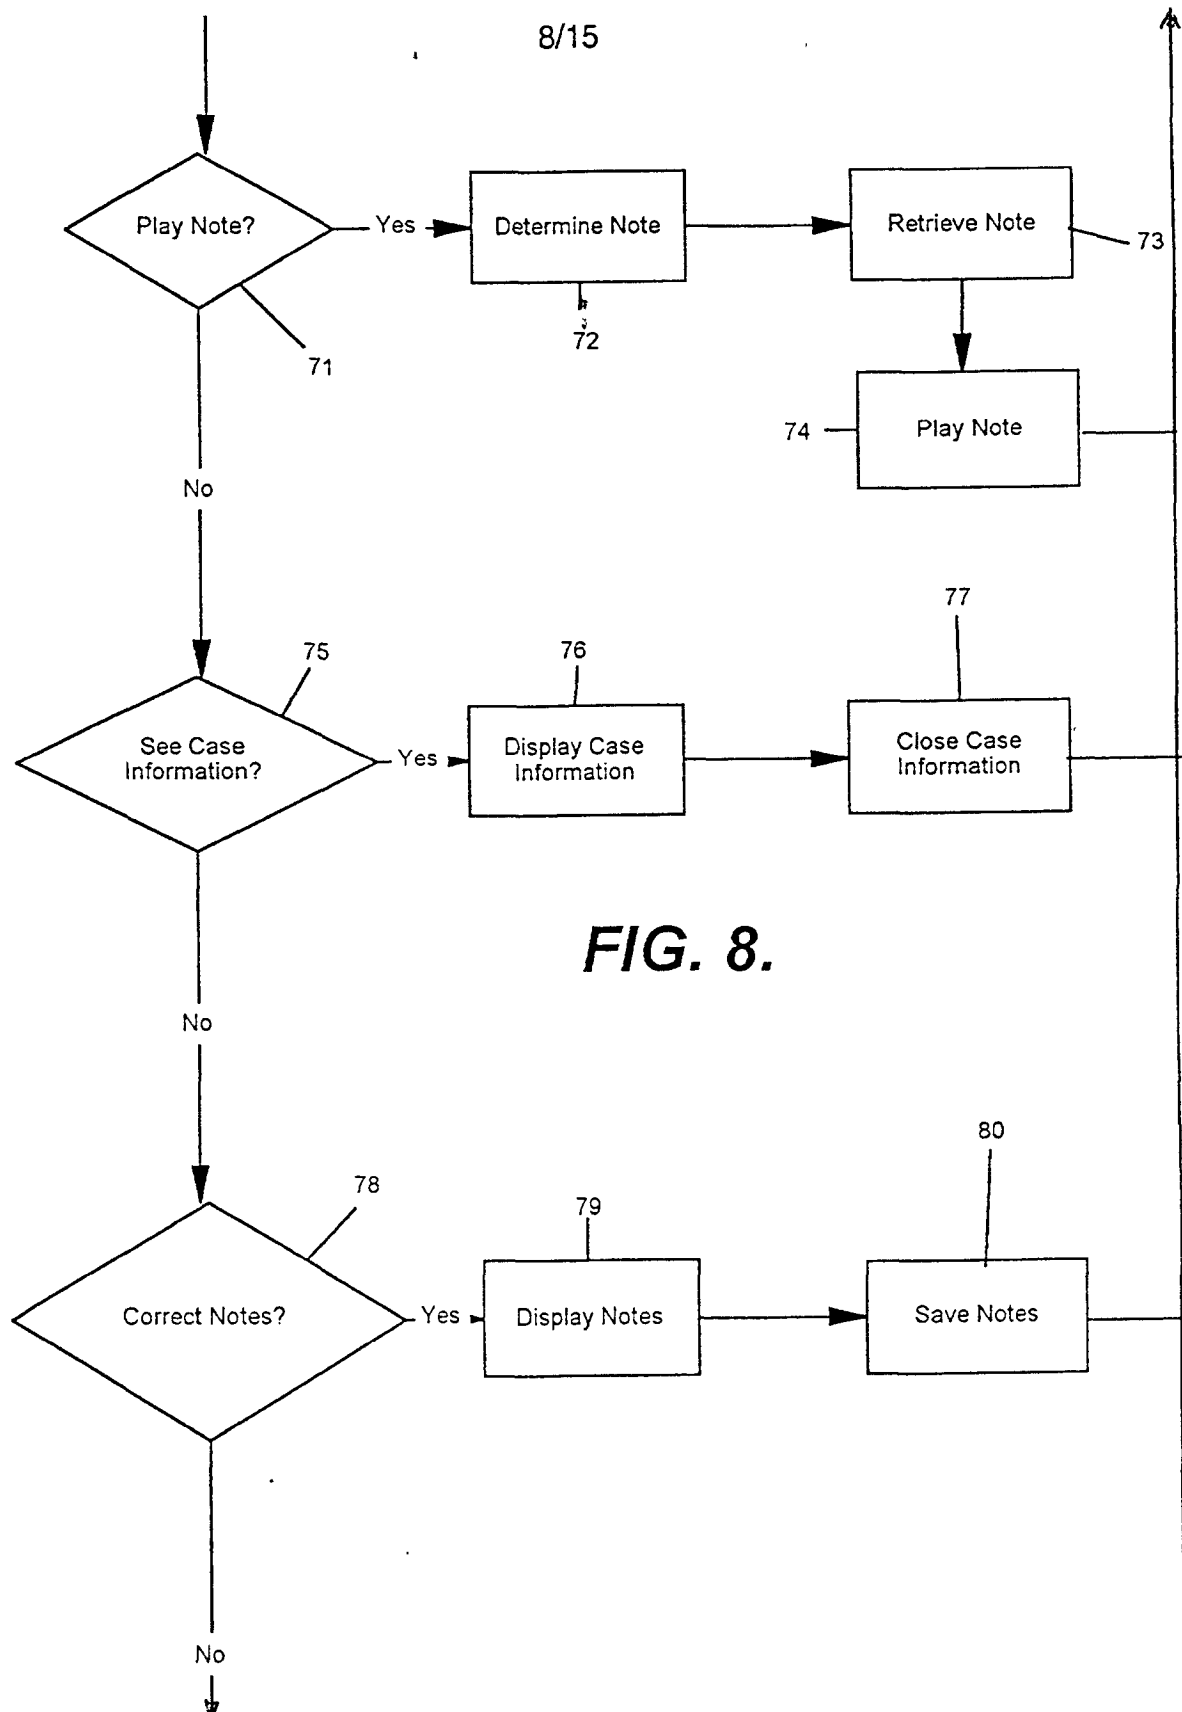 8/15
Play Note?
Yes
Determine Note
Retrieve Note
73
72
71
74
Play Note
No
77
75
76
See Case
Information?
Yes
Display Case
Information
Close Case
Information
FIG. 8.
No
80
78
79
Correct Notes?
Yes
Display Notes
Save Notes
No